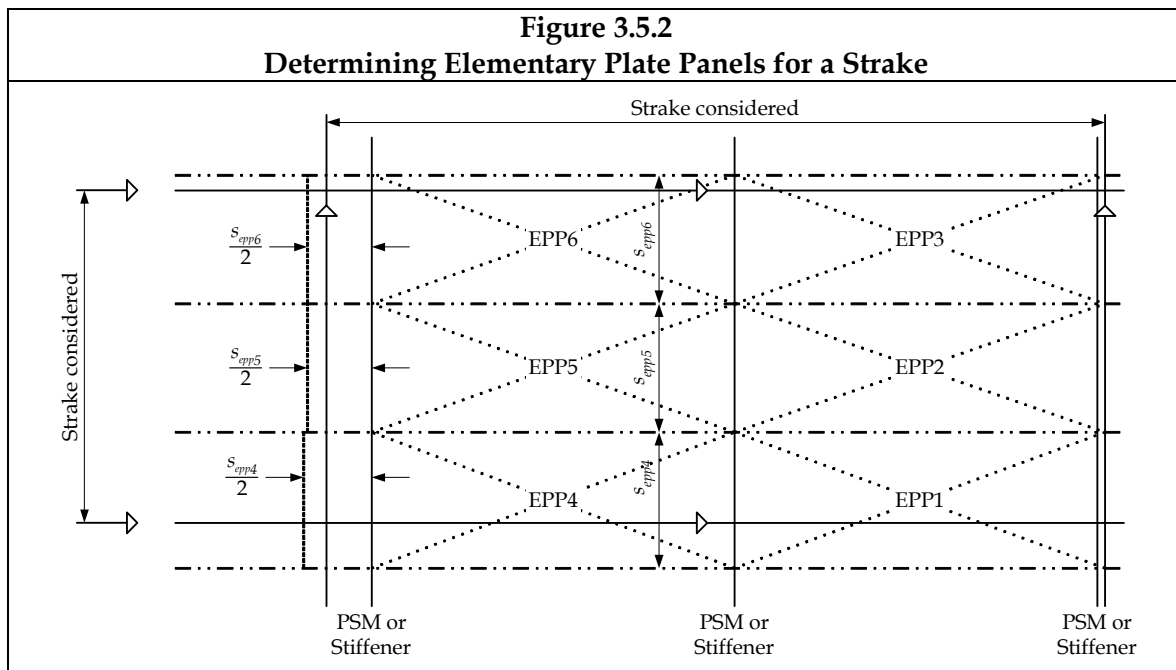 Figure 3.5.2
Determining Elementary Plate Panels for a Strake
Strake considered
Strake considered
s_epp6
2
EPP6
s_epp6
EPP3
s_epp5
2
EPP5
s_epp5
EPP2
s_epp4
2
EPP4
s_epp4
EPP1
PSM or
Stiffener
PSM or
Stiffener
PSM or
Stiffener